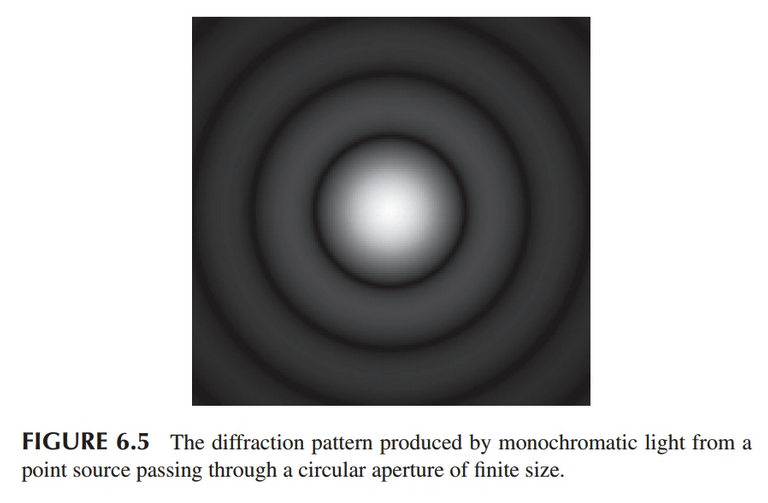 FIGURE 6.5 The diffraction pattern produced by monochromatic light from a
point source passing through a circular aperture of finite size.